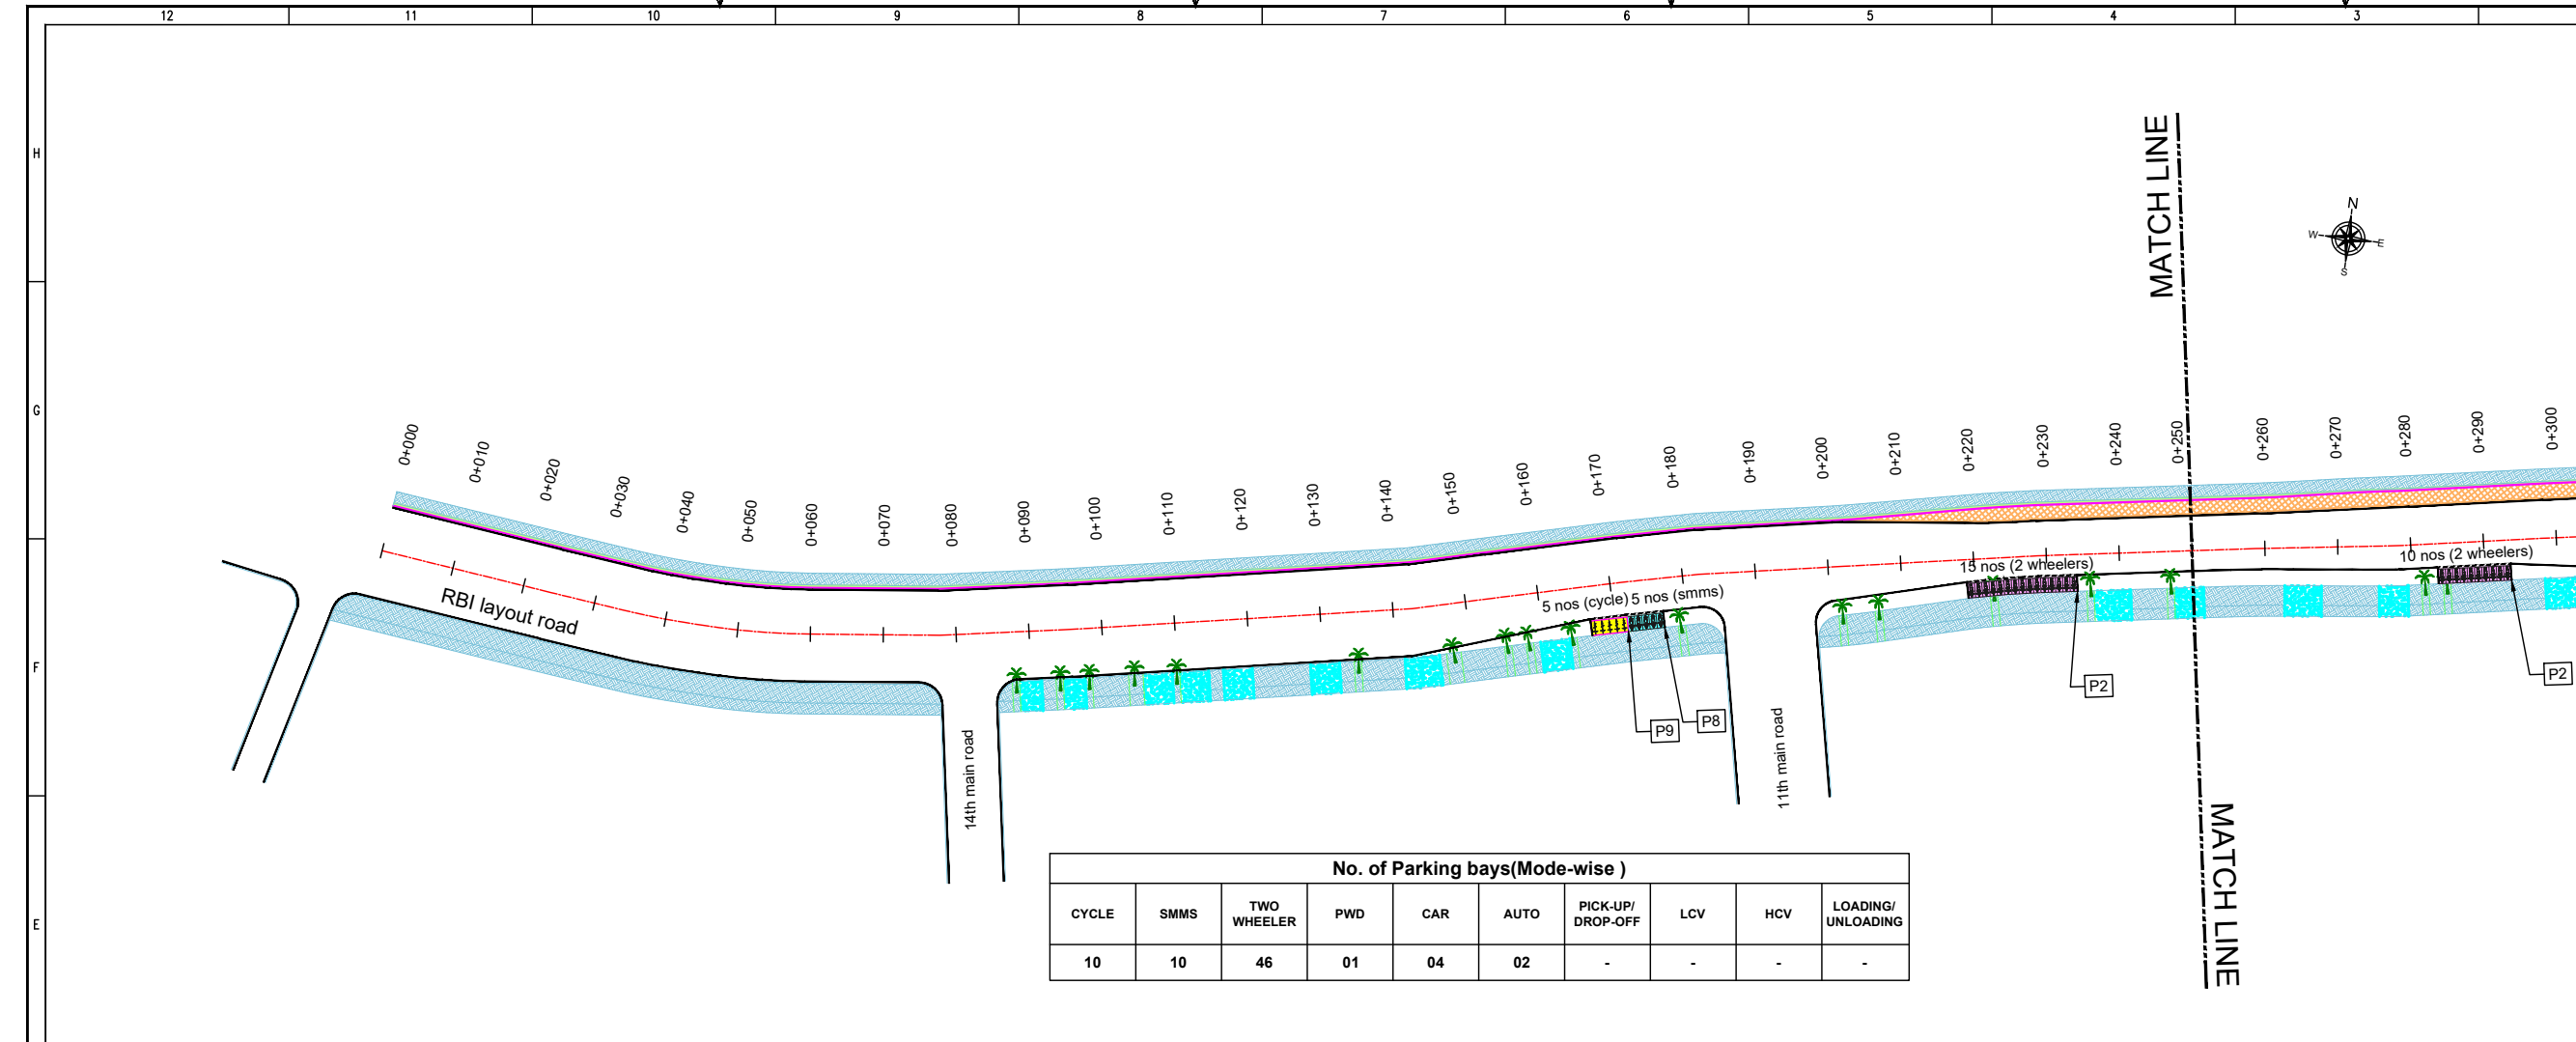 12 11 10 9 8 7 6 5 4 3
H
G
F
E
MATCH LINE
N
W E
S
0+000 0+010 0+020 0+030 0+040 0+050 0+060 0+070 0+080 0+090 0+100 0+110 0+120 0+130 0+140 0+150 0+160 0+170 0+180 0+190 0+200 0+210 0+220 0+230 0+240 0+250 0+260 0+270 0+280 0+290 0+300
RBI layout road
5 nos (cycle) 5 nos (smms)
15 nos (2 wheelers)
10 nos (2 wheelers)
P9
P8
P2
P2
14th main road
11th main road
MATCH LINE
No. of Parking bays(Mode-wise )
CYCLE SMMS TWO WHEELER PWD CAR AUTO PICK-UP/ DROP-OFF LCV HCV LOADING/ UNLOADING
10 10 46 01 04 02 - - - -